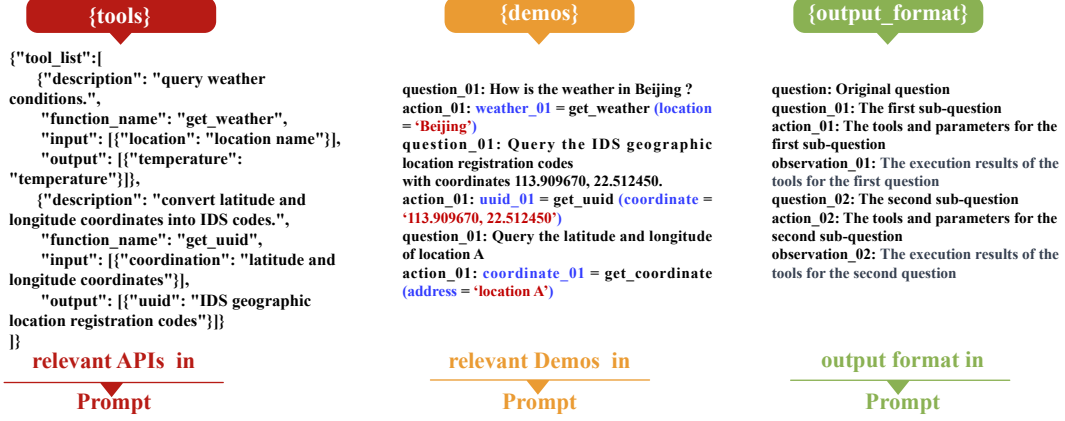 {tools}
{"tool_list":[
{"description": "query weather
conditions.",
"function_name": "get_weather",
"input": [{"location": "location name"}],
"output": [{"temperature":
"temperature"}]},
{"description": "convert latitude and
longitude coordinates into IDS codes.",
"function_name": "get_uuid",
"input": [{"coordination": "latitude and
longitude coordinates"}],
"output": [{"uuid": "IDS geographic
location registration codes"}]}
]}
relevant APIs in
Prompt
{demos}
question_01: How is the weather in Beijing ?
action_01: weather_01 = get_weather (location
= ‘Beijing’)
question_01: Query the IDS geographic
location registration codes
with coordinates 113.909670, 22.512450.
action_01: uuid_01 = get_uuid (coordinate =
‘113.909670, 22.512450’)
question_01: Query the latitude and longitude
of location A
action_01: coordinate_01 = get_coordinate
(address = ‘location A’)
relevant Demos in
Prompt
{output_format}
question: Original question
question_01: The first sub-question
action_01: The tools and parameters for the
first sub-question
observation_01: The execution results of the
tools for the first question
question_02: The second sub-question
action_02: The tools and parameters for the
second sub-question
observation_02: The execution results of the
tools for the second question
output format in
Prompt